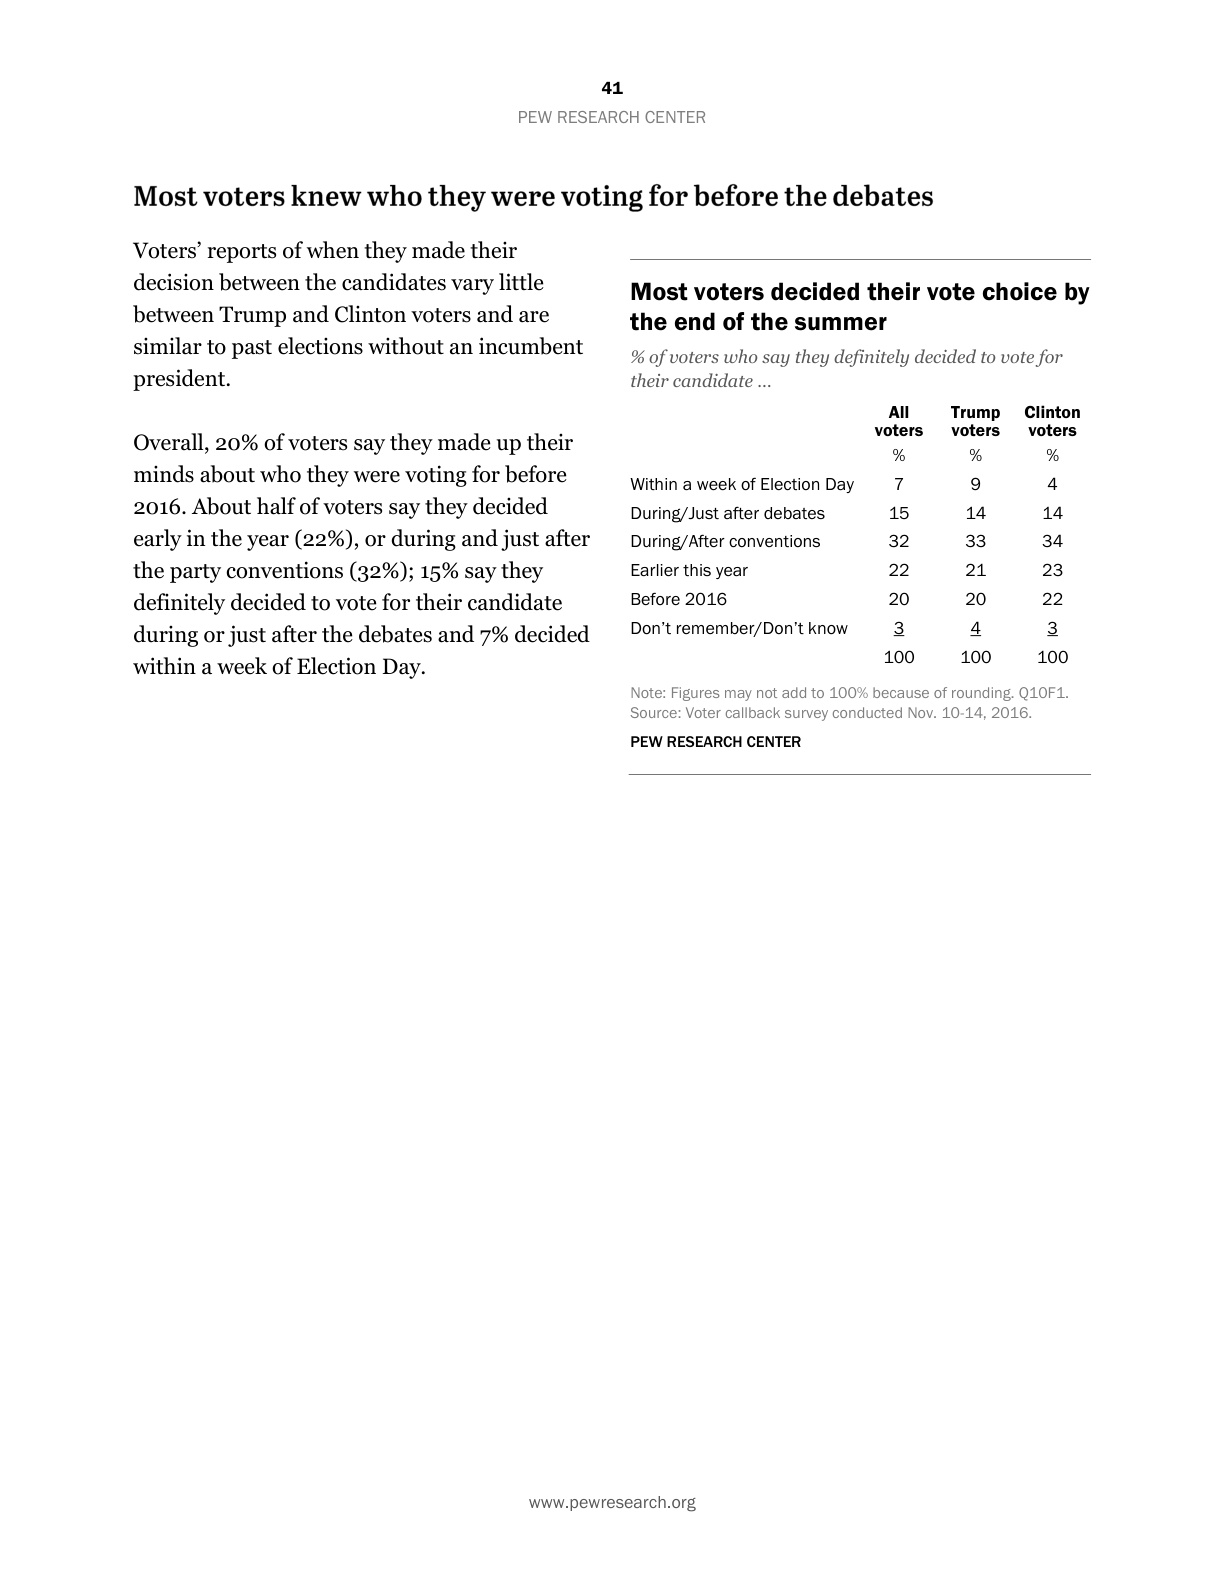 41
PEW RESEARCH CENTER
Most voters knew who they were voting for before the debates
Voters’ reports of when they made their
decision between the candidates vary little
between Trump and Clinton voters and are
similar to past elections without an incumbent
president.
Overall, 20% of voters say they made up their
minds about who they were voting for before
2016. About half of voters say they decided
early in the year (22%), or during and just after
the party conventions (32%); 15% say they
definitely decided to vote for their candidate
during or just after the debates and 7% decided
within a week of Election Day.
Most voters decided their vote choice by
the end of the summer
% of voters who say they definitely decided to vote for
their candidate ...
All Trump Clinton
voters voters voters
% % %
Within a week of Election Day 7 9 4
During/Just after debates 15 14 14
During/After conventions 32 33 34
Earlier this year 22 21 23
Before 2016 20 20 22
Don’t remember/Don’t know 3 4 3
100 100 100
Note: Figures may not add to 100% because of rounding. Q10F1.
Source: Voter callback survey conducted Nov. 10-14, 2016.
PEW RESEARCH CENTER
www.pewresearch.org